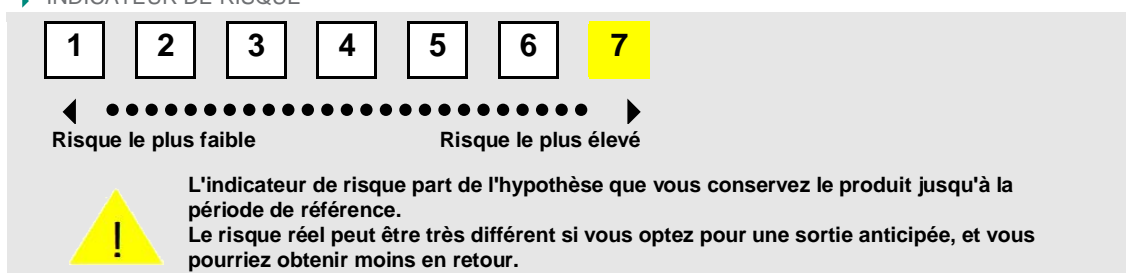 INDICATEUR DE RISQUE
1 2 3 4 5 6 7
Risque le plus faible Risque le plus élevé
L'indicateur de risque part de l'hypothèse que vous conservez le produit jusqu'à la
période de référence.
Le risque réel peut être très différent si vous optez pour une sortie anticipée, et vous
pourriez obtenir moins en retour.
!